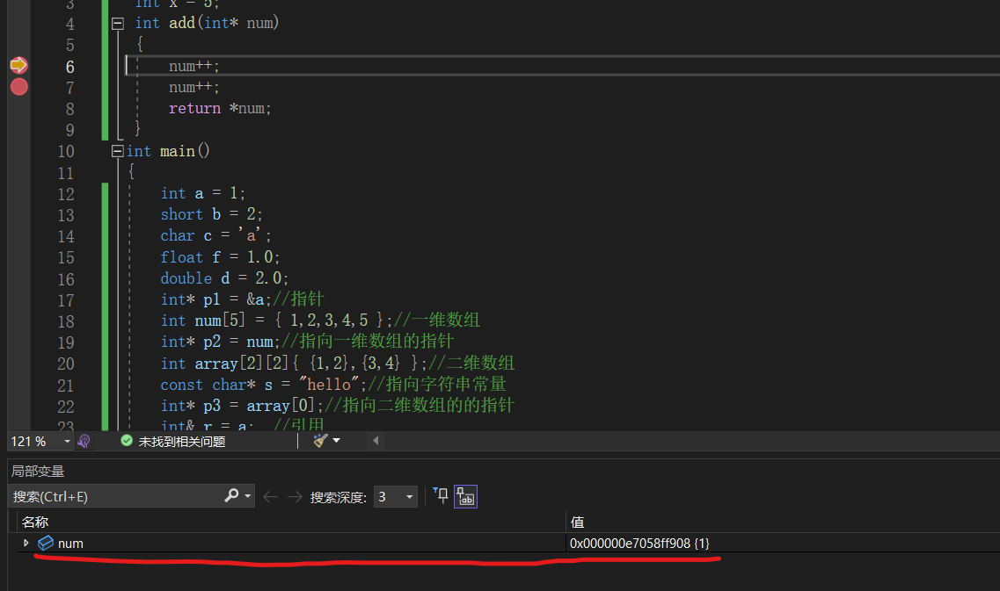 3 int x = 5;
4 int add(int* num)
5 {
6 num++;
7 num++;
8 return *num;
9 }
10 int main()
11 {
12 int a = 1;
13 short b = 2;
14 char c = 'a';
15 float f = 1.0;
16 double d = 2.0;
17 int* p1 = &a;//指针
18 int num[5] = { 1,2,3,4,5 };//一维数组
19 int* p2 = num;//指向一维数组的指针
20 int array[2][2]{ {1,2},{3,4} };//二维数组
21 const char* s = "hello";//指向字符串常量
22 int* p3 = array[0];//指向二维数组的的指针
23 int& r = a; //引用
121 % 未找到相关问题
局部变量
搜索(Ctrl+E) 搜索深度: 3
名称 值
num 0x000000e7058ff908 {1}